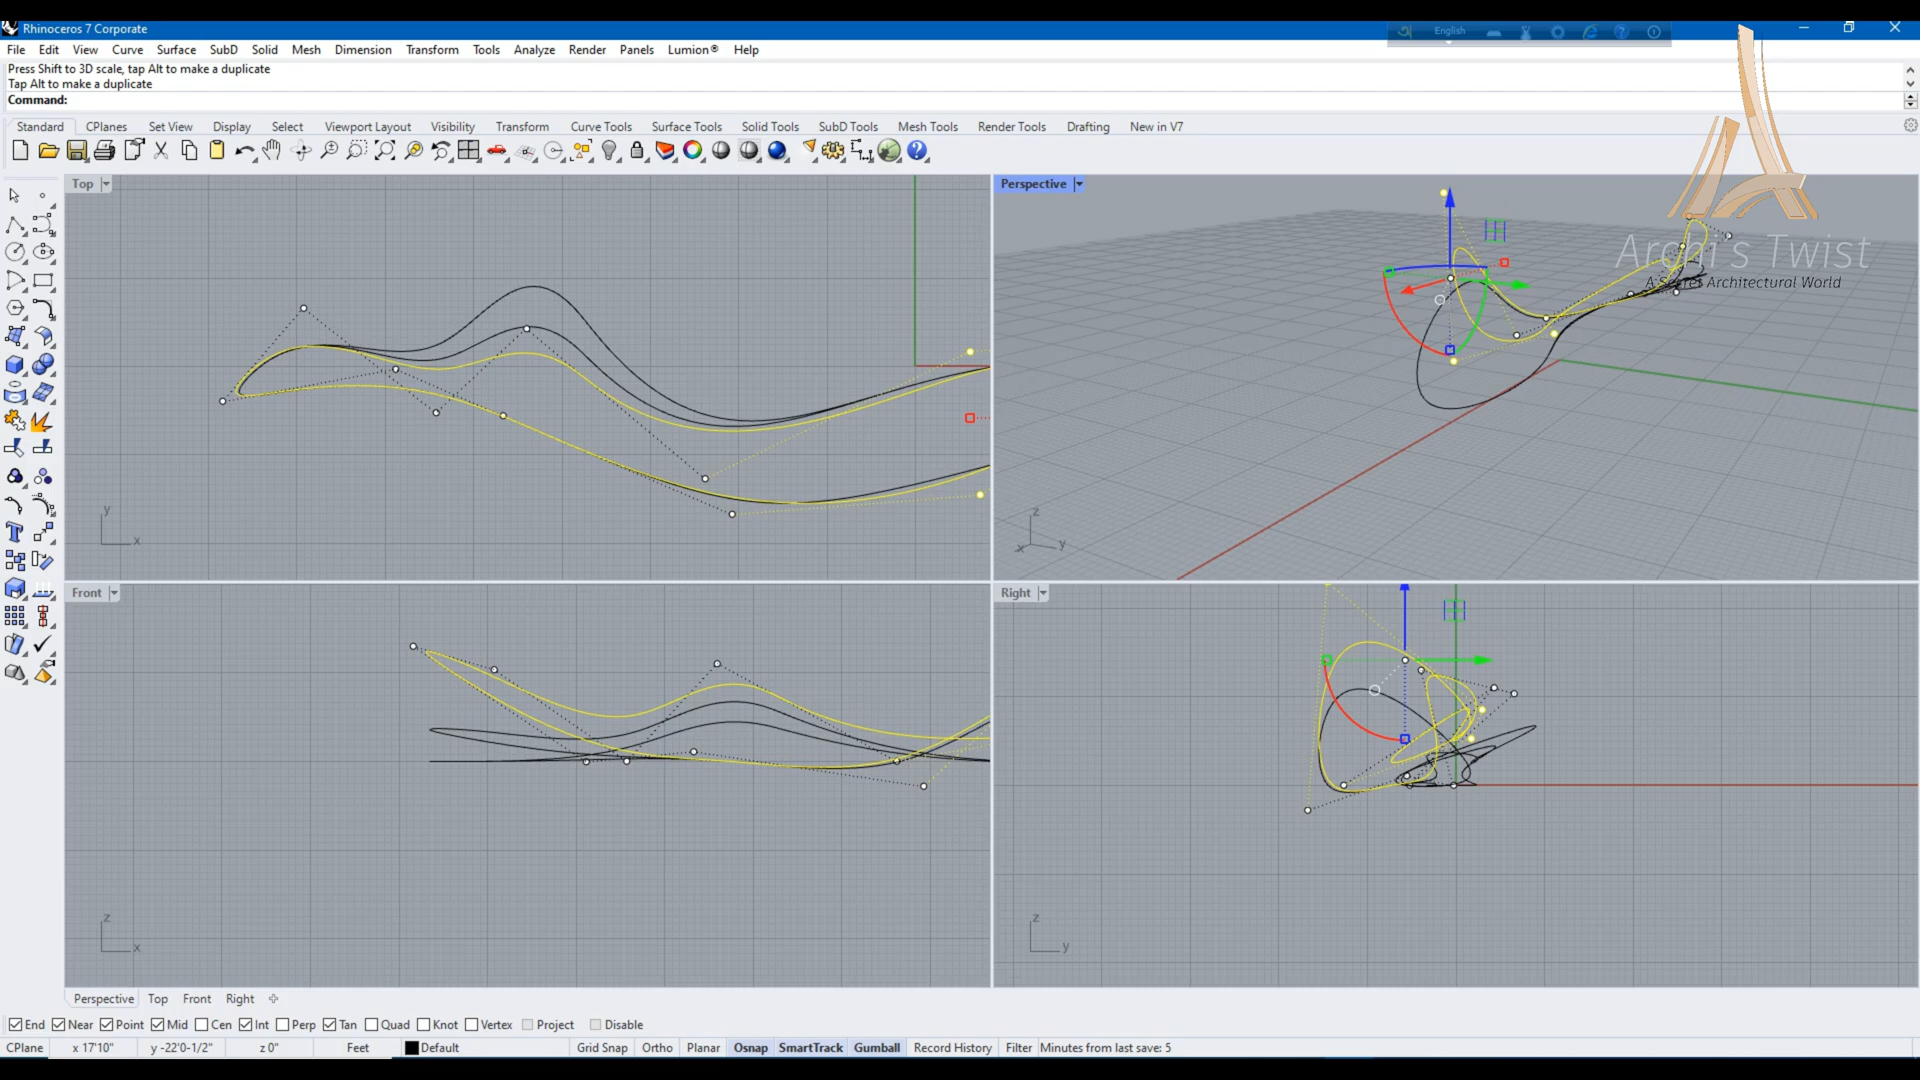 Rhinoceros 7 Corporate
English
File Edit View Curve Surface SubD Solid Mesh Dimension Transform Tools Analyze Render Panels Lumion® Help
Press Shift to 3D scale, tap Alt to make a duplicate
Tap Alt to make a duplicate
Command:
Standard CPlanes Set View Display Select Viewport Layout Visibility Transform Curve Tools Surface Tools Solid Tools SubD Tools Mesh Tools Render Tools Drafting New in V7
Top
Perspective
Archi's Twist
A Secret Architectural World
y
x
z
x y
Front
Right
z
x
z
y
Perspective Top Front Right
End Near Point Mid Cen Int Perp Tan Quad Knot Vertex Project Disable
CPlane x 17'10" y -22'0-1/2" z 0" Feet Default Grid Snap Ortho Planar Osnap SmartTrack Gumball Record History Filter Minutes from last save: 5